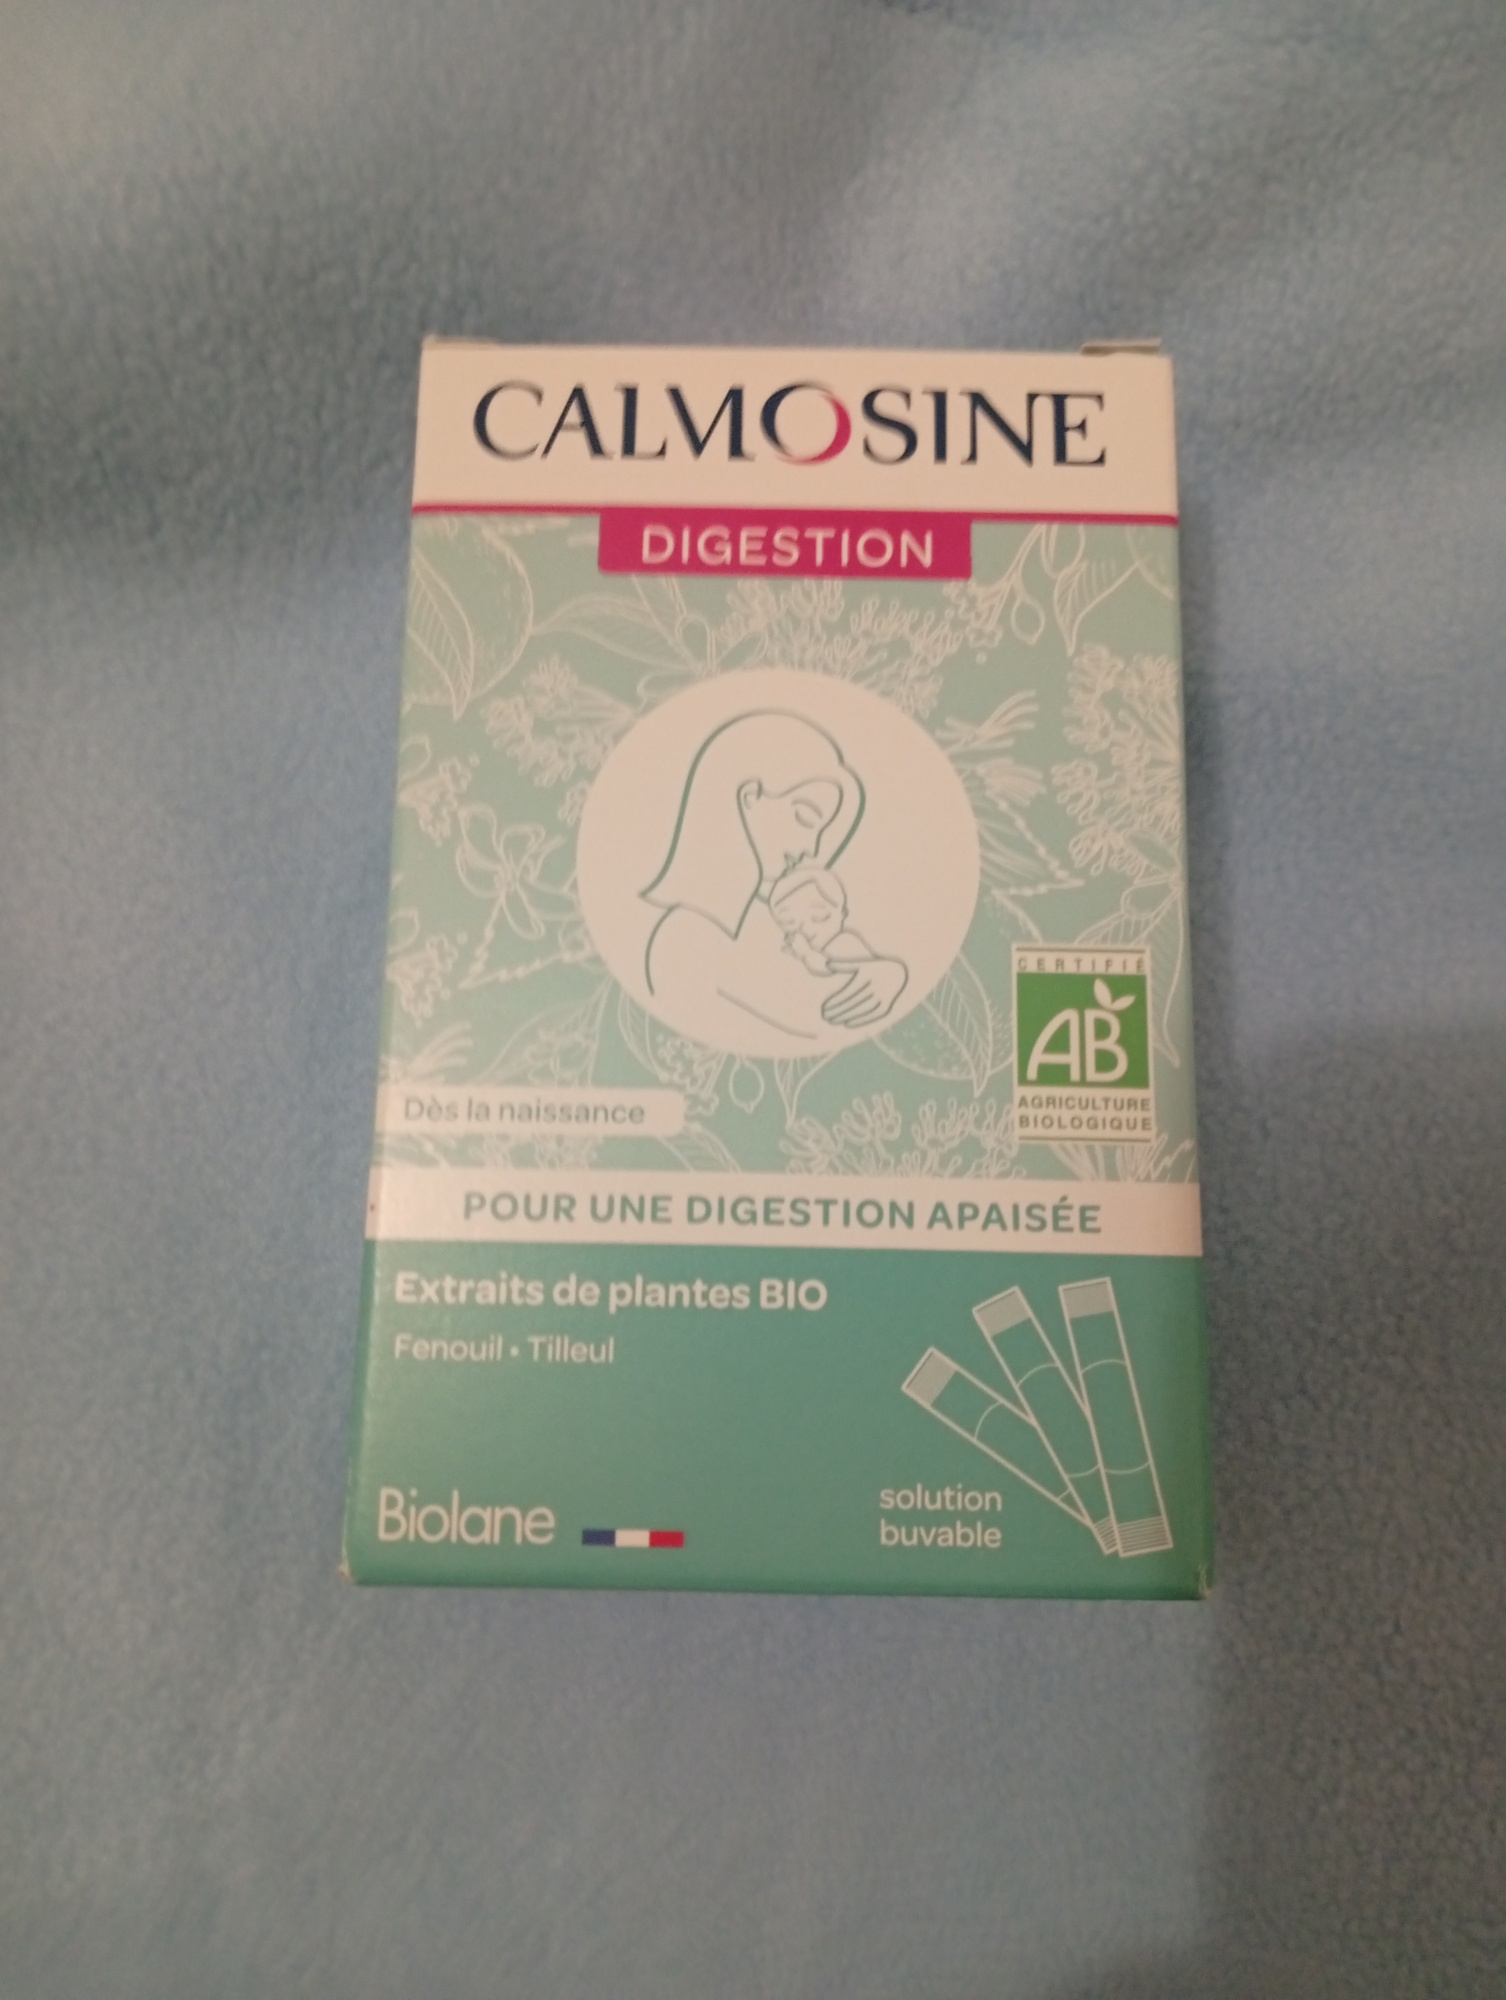 CALMOSINE
DIGESTION
CERTIFIÉ
AB
AGRICULTURE
BIOLOGIQUE
Dès la naissance
POUR UNE DIGESTION APAISÉE
Extraits de plantes BIO
Fenouil • Tilleul
Biolane
solution
buvable